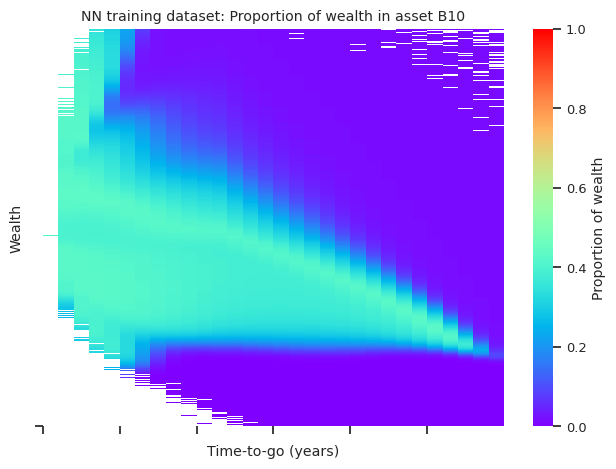 NN training dataset: Proportion of wealth in asset B10
1.0
0.8
0.6
0.4
0.2
0.0
Proportion of wealth
Wealth
Time-to-go (years)